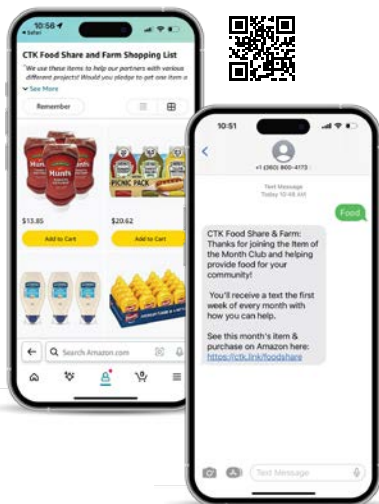 10:58
Safari
CTK Food Share and Farm Shopping List
"We use these items to help our partners with various
different projects! Would you pledge to get one item a
See More
Remember
Hunt's
Hunt's
PICNIC PACK
$13.85
$20.62
Add to Cart
Add to Cart
Search Amazon.com
10:51
+1 (360) 800-4173
Text Message
Today 10:48 AM
Food
CTK Food Share & Farm:
Thanks for joining the Item of
the Month Club and helping
provide food for your
community!
You'll receive a text the first
week of every month with
how you can help.
See this month's item &
purchase on Amazon here:
https://ctk.link/foodshare
Text Message